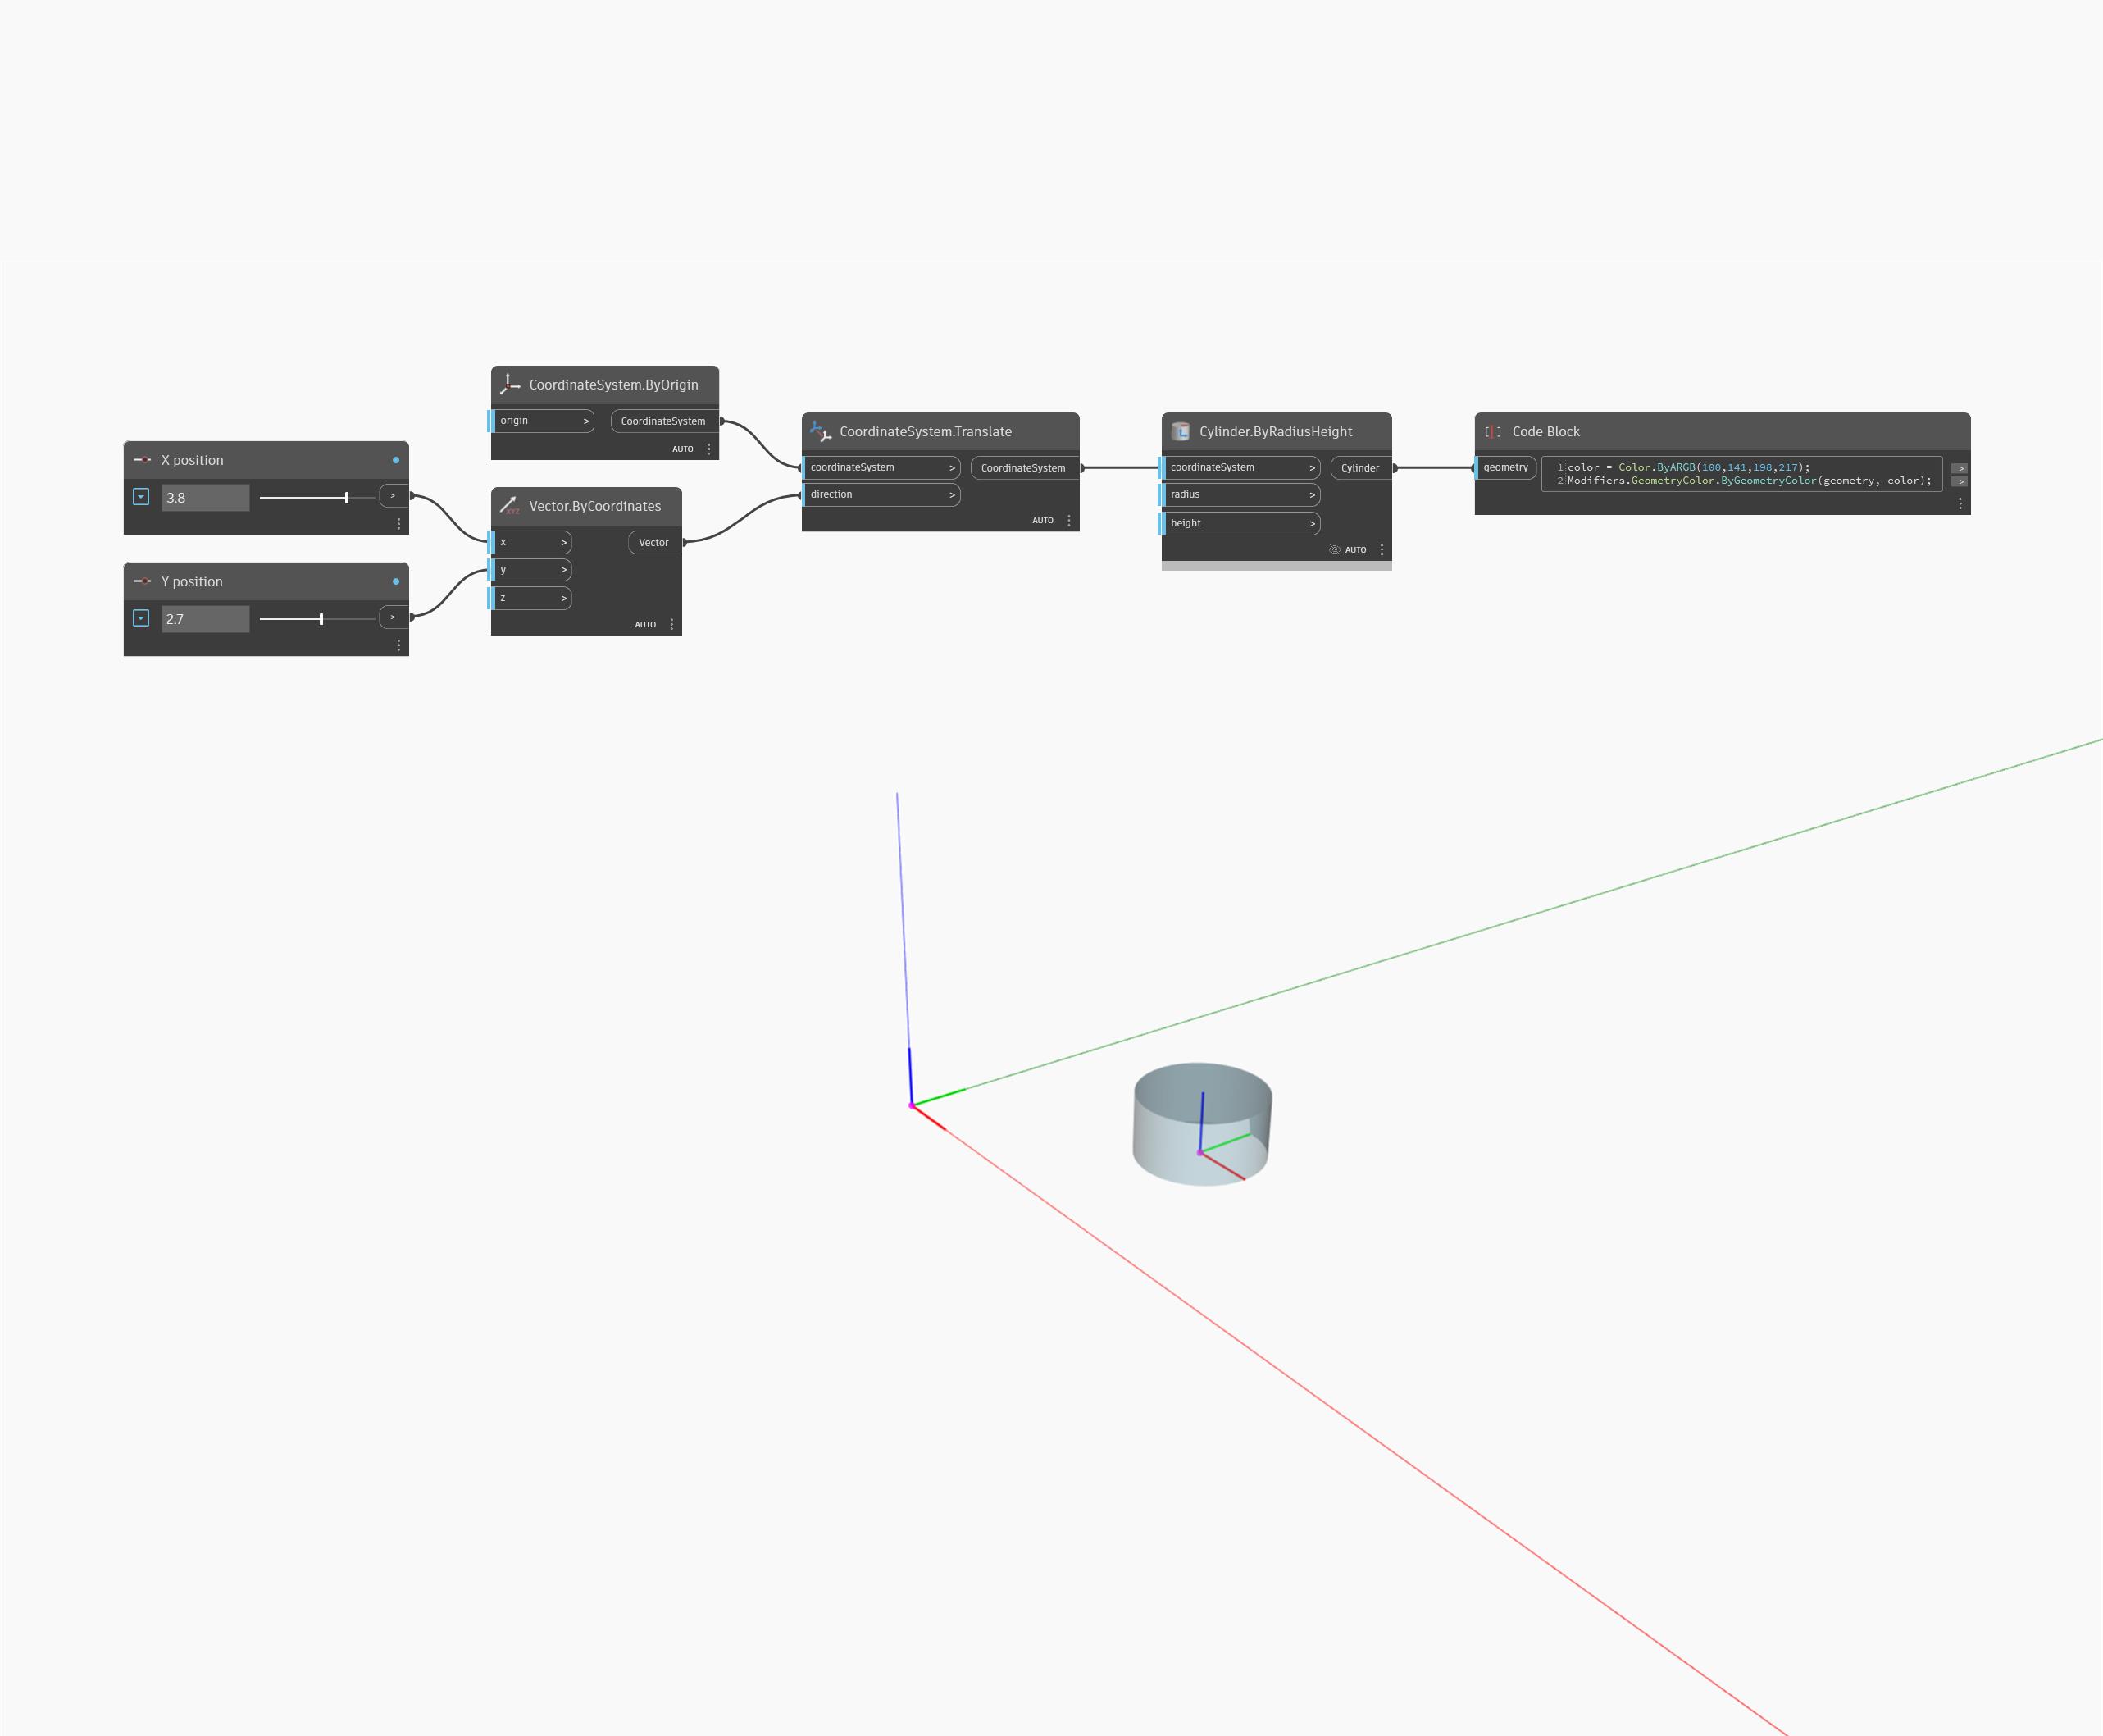 X position
3.8
>
Y position
2.7
>
CoordinateSystem.ByOrigin
origin >
CoordinateSystem
AUTO
Vector.ByCoordinates
XYZ
x >
Vector
y >
z >
AUTO
CoordinateSystem.Translate
coordinateSystem >
CoordinateSystem
direction >
AUTO
Cylinder.ByRadiusHeight
coordinateSystem >
Cylinder
radius >
height >
AUTO
Code Block
geometry
1 color = Color.ByARGB(100,141,198,217);
>
2 Modifiers.GeometryColor.ByGeometryColor(geometry, color);
>